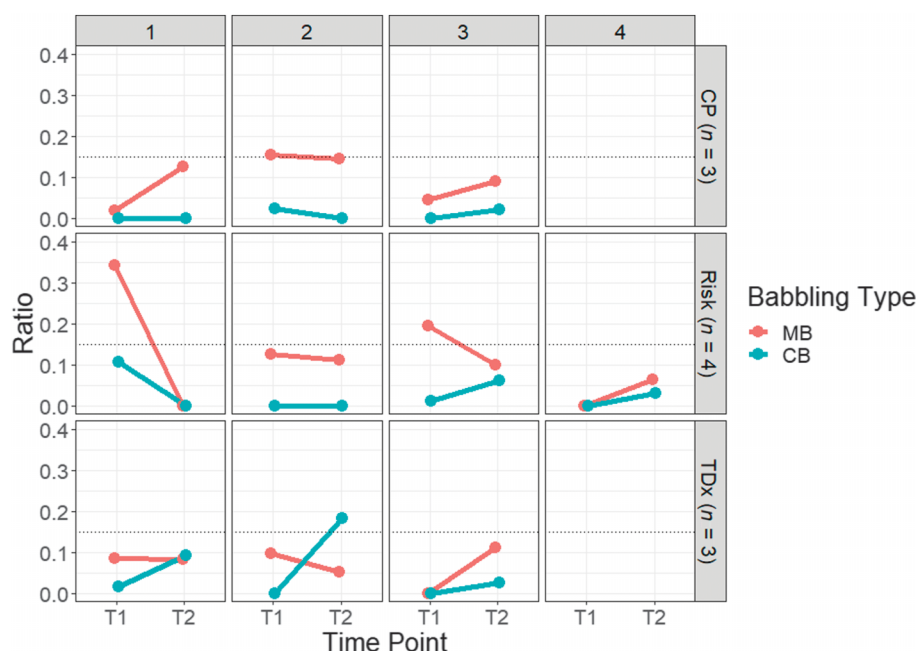 1 2 3 4
0.4
0.3
0.2
0.1
0.0
CP (n = 3)
0.4
0.3
0.2
0.1
0.0
Risk (n = 4)
0.4
0.3
0.2
0.1
0.0
TDx (n = 3)
Ratio
T1 T2 T1 T2 T1 T2 T1 T2
Time Point
Babbling Type
MB
CB